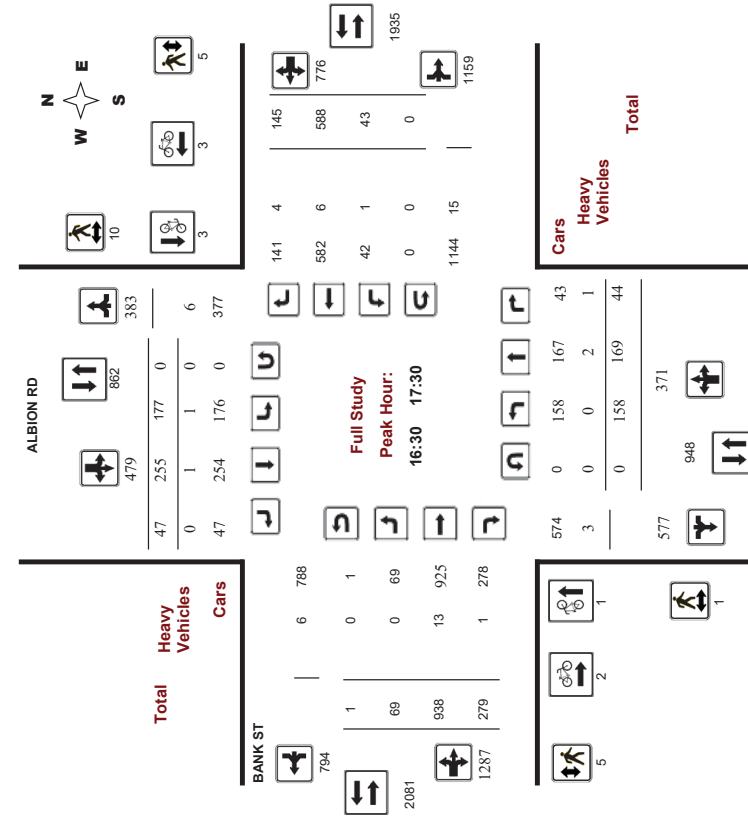 ALBION RD
N
W E
S
479
862
383
47 255 177 0
0 1 1 0 6
47 254 176 0 377
10
3
3
5
Total
Heavy
Vehicles
Cars
BANK ST
794
6 788
2081
1 0 1
69 0 69
938 13 925
279 1 278
1287
Full Study
Peak Hour:
16:30 17:30
141 4 145
582 6 588
42 1 43
0 0 0
1144 15
776
1935
1159
Cars
Heavy
Vehicles
Total
574 0 158 167 43
3 0 0 2 1
0 158 169 44
577
948
371
5
2
1
1